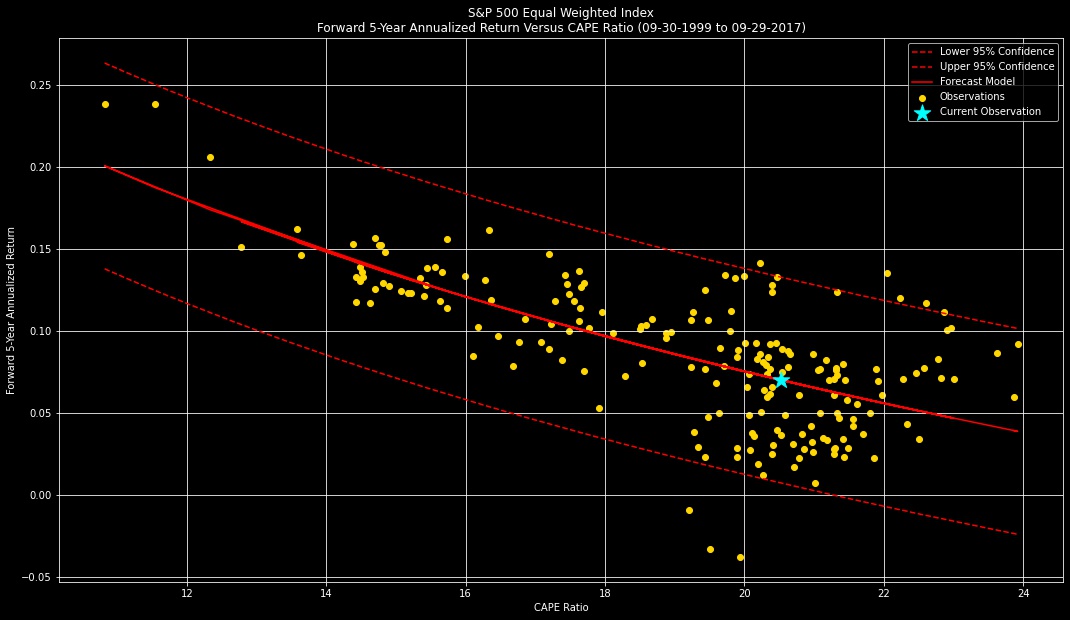 S&P 500 Equal Weighted Index
Forward 5-Year Annualized Return Versus CAPE Ratio (09-30-1999 to 09-29-2017)
Lower 95% Confidence
Upper 95% Confidence
Forecast Model
Observations
Current Observation
Forward 5-Year Annualized Return
0.25
0.20
0.15
0.10
0.05
0.00
−0.05
12
14
16
18
20
22
24
CAPE Ratio